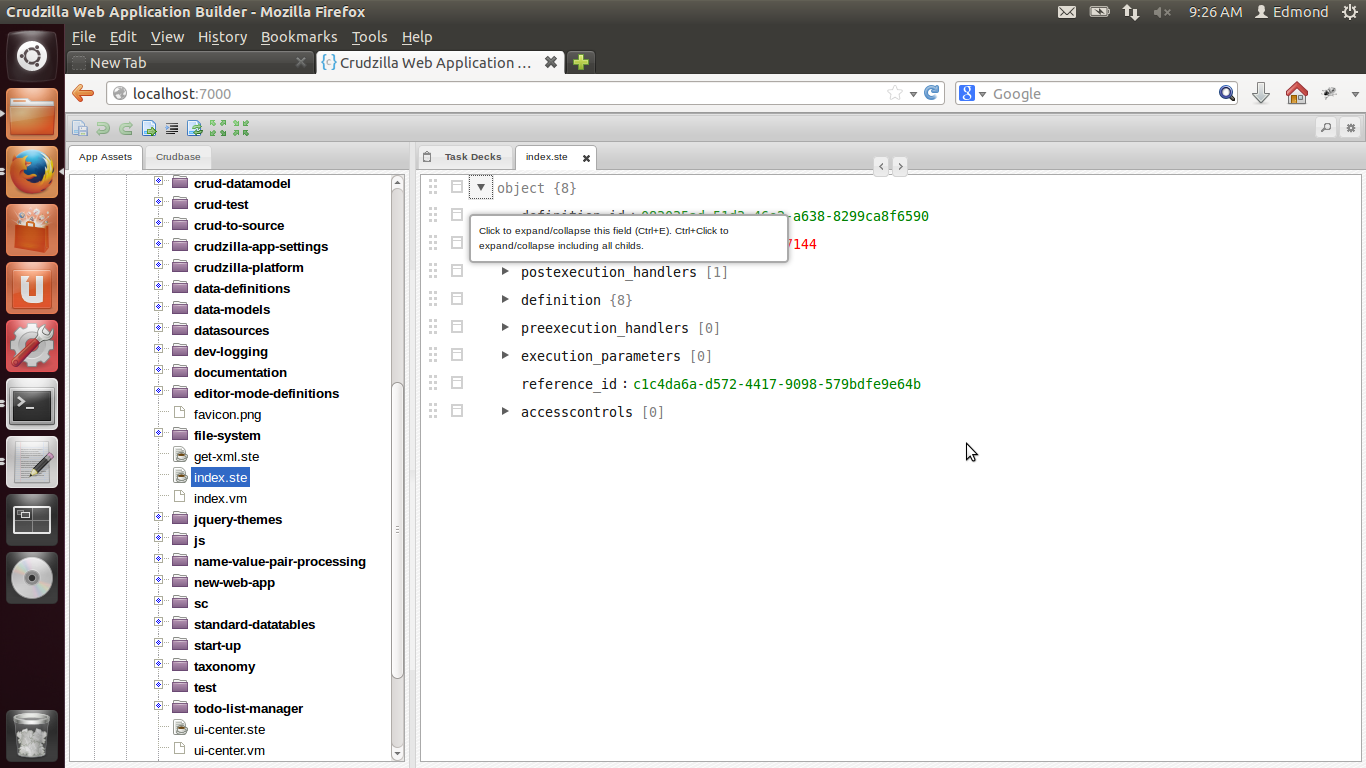 Crudzilla Web Application Builder - Mozilla Firefox
9:26 AM Edmond
File Edit View History Bookmarks Tools Help
New Tab
{c} Crudzilla Web Application ...
localhost:7000
8 Google
App Assets Crudbase
Task Decks index.ste
crud-datamodel
crud-test
crud-to-source
crudzilla-app-settings
crudzilla-platform
data-definitions
data-models
datasources
dev-logging
documentation
editor-mode-definitions
favicon.png
file-system
get-xml.ste
index.ste
index.vm
jquery-themes
js
name-value-pair-processing
new-web-app
sc
standard-datatables
start-up
taxonomy
test
todo-list-manager
ui-center.ste
ui-center.vm
object {8}
-a638-8299ca8f6590
Click to expand/collapse this field (Ctrl+E). Ctrl+Click to
expand/collapse including all childs.
7144
postexecution_handlers [1]
definition {8}
preexecution_handlers [0]
execution_parameters [0]
reference_id : c1c4da6a-d572-4417-9098-579bdfe9e64b
accesscontrols [0]